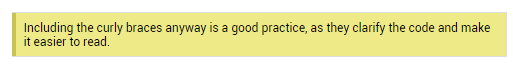 Including the curly braces anyway is a good practice, as they clarify the code and make
it easier to read.